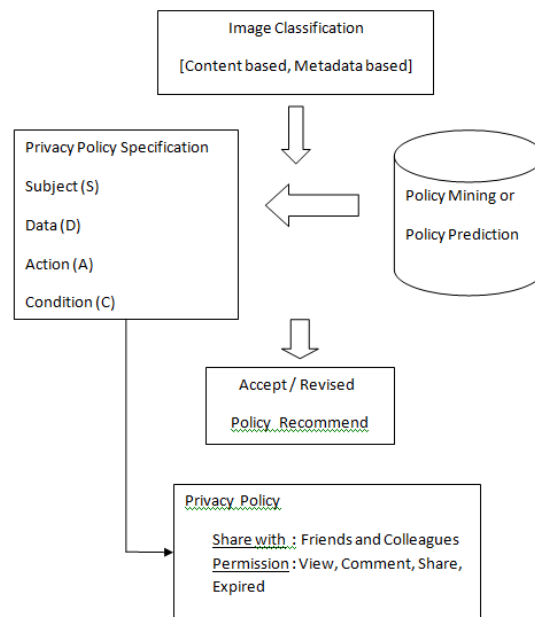 Image Classification
[Content based, Metadata based]
Privacy Policy Specification
Subject (S)
Data (D)
Action (A)
Condition (C)
Policy Mining or
Policy Prediction
Accept / Revised
Policy Recommend
Privacy Policy
Share with : Friends and Colleagues
Permission : View, Comment, Share,
Expired